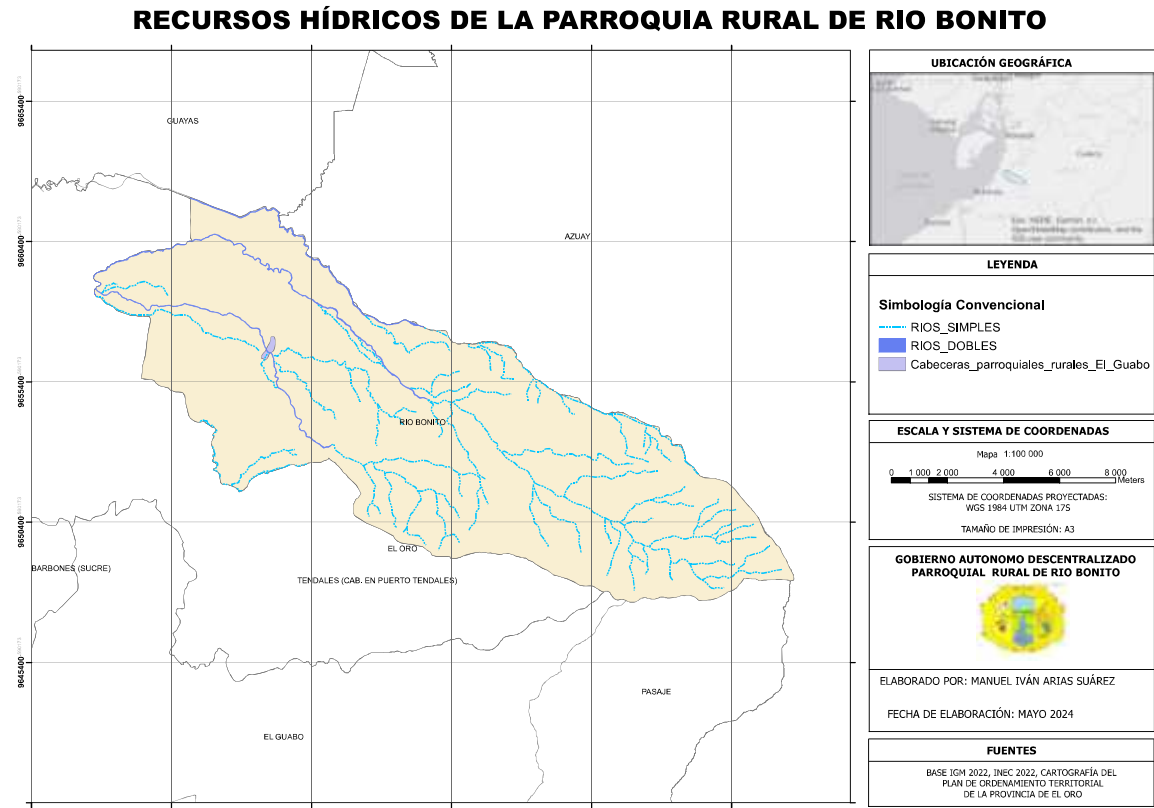 RECURSOS HÍDRICOS DE LA PARROQUIA RURAL DE RIO BONITO
9665400
9660400
9655400
9650400
9645400
GUAYAS
AZUAY
RIO BONITO
EL ORO
BARBONES (SUCRE)
TENDALES (CAB. EN PUERTO TENDALES)
PASAJE
EL GUABO
UBICACIÓN GEOGRÁFICA
LEYENDA
Simbología Convencional
RIOS_SIMPLES
RIOS_DOBLES
Cabeceras_parroquiales_rurales_El_Guabo
ESCALA Y SISTEMA DE COORDENADAS
Mapa 1:100 000
0 1 000 2 000 4 000 6 000 8 000
Meters
SISTEMA DE COORDENADAS PROYECTADAS:
WGS 1984 UTM ZONA 17S
TAMAÑO DE IMPRESIÓN: A3
GOBIERNO AUTONOMO DESCENTRALIZADO
PARROQUIAL RURAL DE RIO BONITO
ELABORADO POR: MANUEL IVÁN ARIAS SUÁREZ
FECHA DE ELABORACIÓN: MAYO 2024
FUENTES
BASE IGM 2022, INEC 2022, CARTOGRAFÍA DEL
PLAN DE ORDENAMIENTO TERRITORIAL
DE LA PROVINCIA DE EL ORO